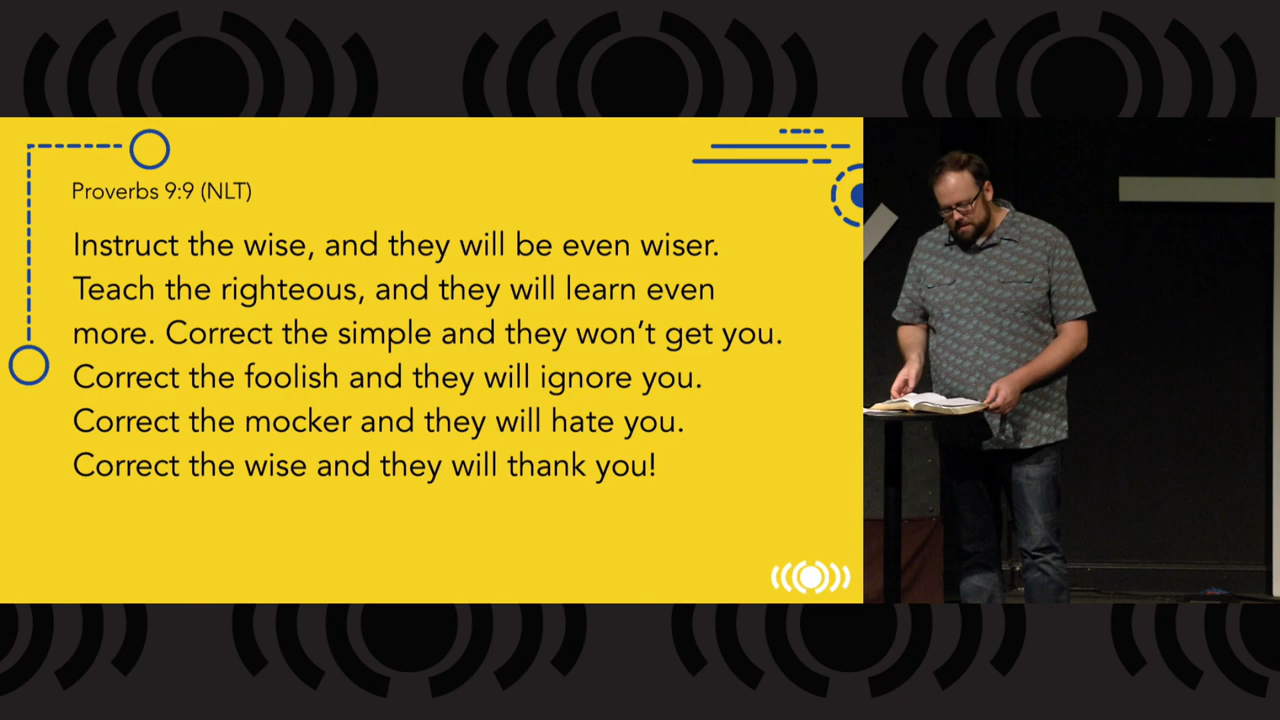 Proverbs 9:9 (NLT)
Instruct the wise, and they will be even wiser.
Teach the righteous, and they will learn even
more. Correct the simple and they won’t get you.
Correct the foolish and they will ignore you.
Correct the mocker and they will hate you.
Correct the wise and they will thank you!